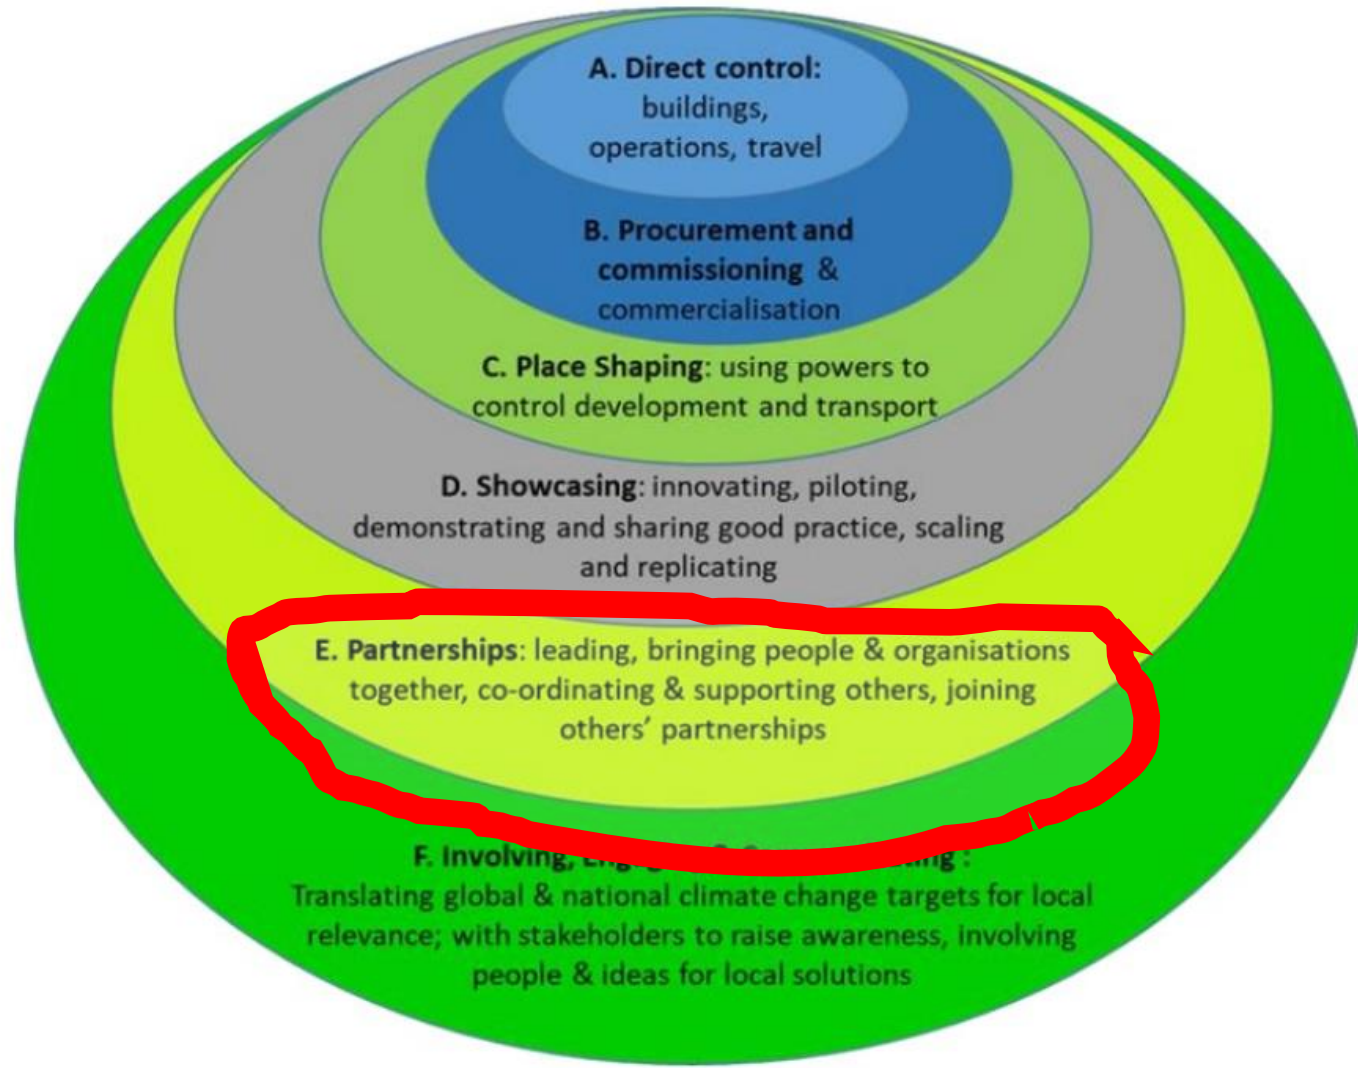 A. Direct control:
buildings,
operations, travel
B. Procurement and
commissioning &
commercialisation
C. Place Shaping: using powers to
control development and transport
D. Showcasing: innovating, piloting,
demonstrating and sharing good practice, scaling
and replicating
E. Partnerships: leading, bringing people & organisations
together, co-ordinating & supporting others, joining
others’ partnerships
F. Involving, :
Translating global & national climate change targets for local
relevance; with stakeholders to raise awareness, involving
people & ideas for local solutions